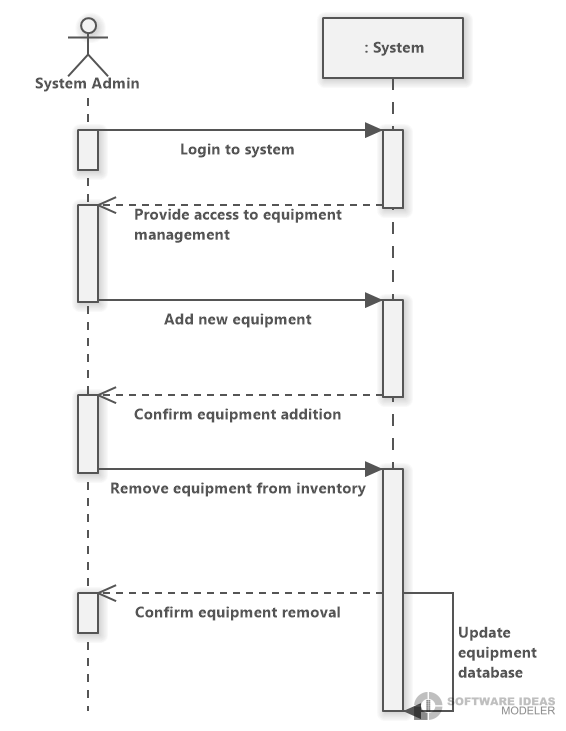 System Admin
: System
Login to system
Provide access to equipment
management
Add new equipment
Confirm equipment addition
Remove equipment from inventory
Confirm equipment removal
Update
equipment
database
SOFTWARE IDEAS
MODELER